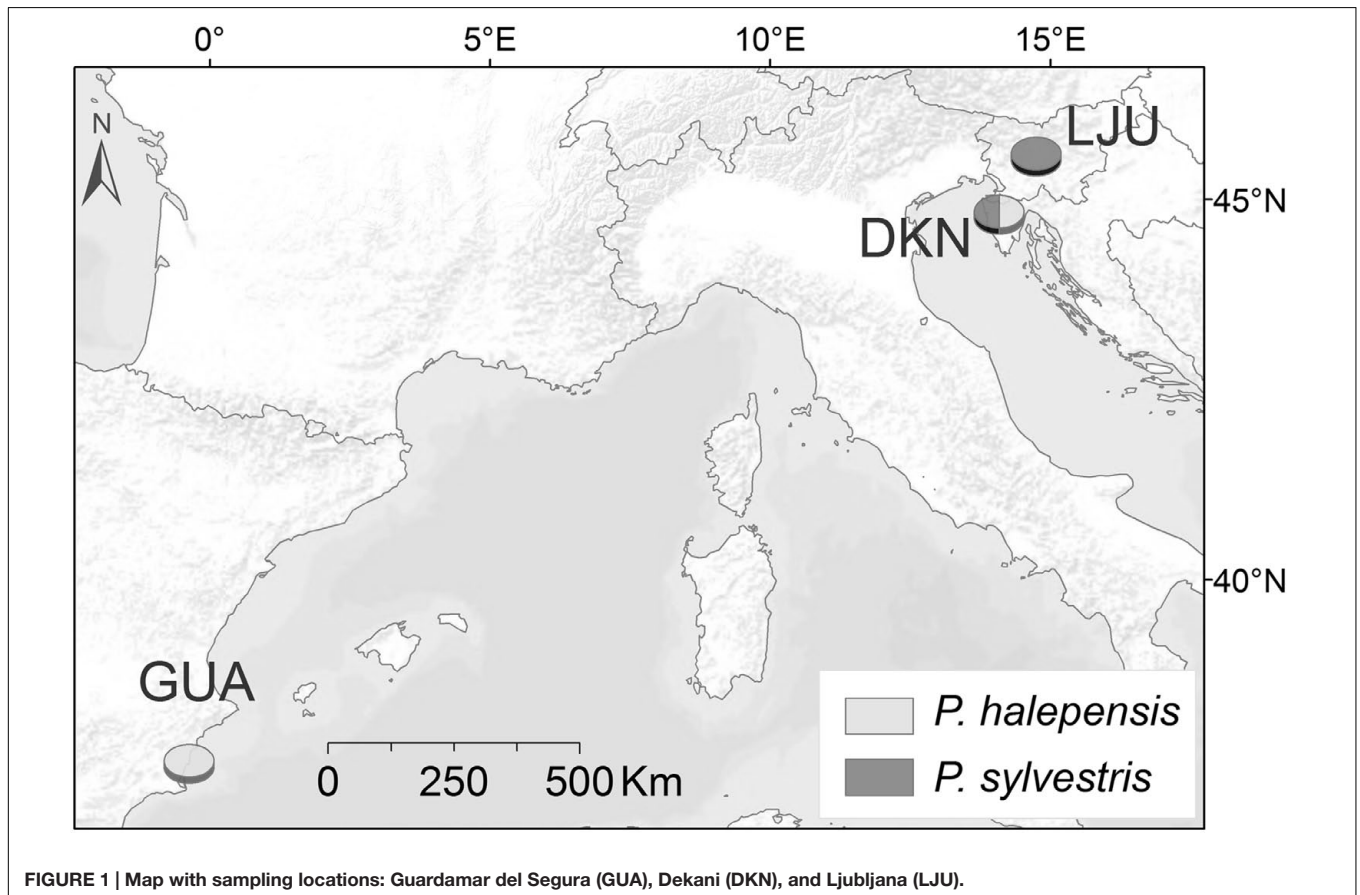 0° 5°E 10°E 15°E
N
LJU
45°N
DKN
40°N
GUA
P. halepensis
0 250 500 Km
P. sylvestris
FIGURE 1 | Map with sampling locations: Guardamar del Segura (GUA), Dekani (DKN), and Ljubljana (LJU).